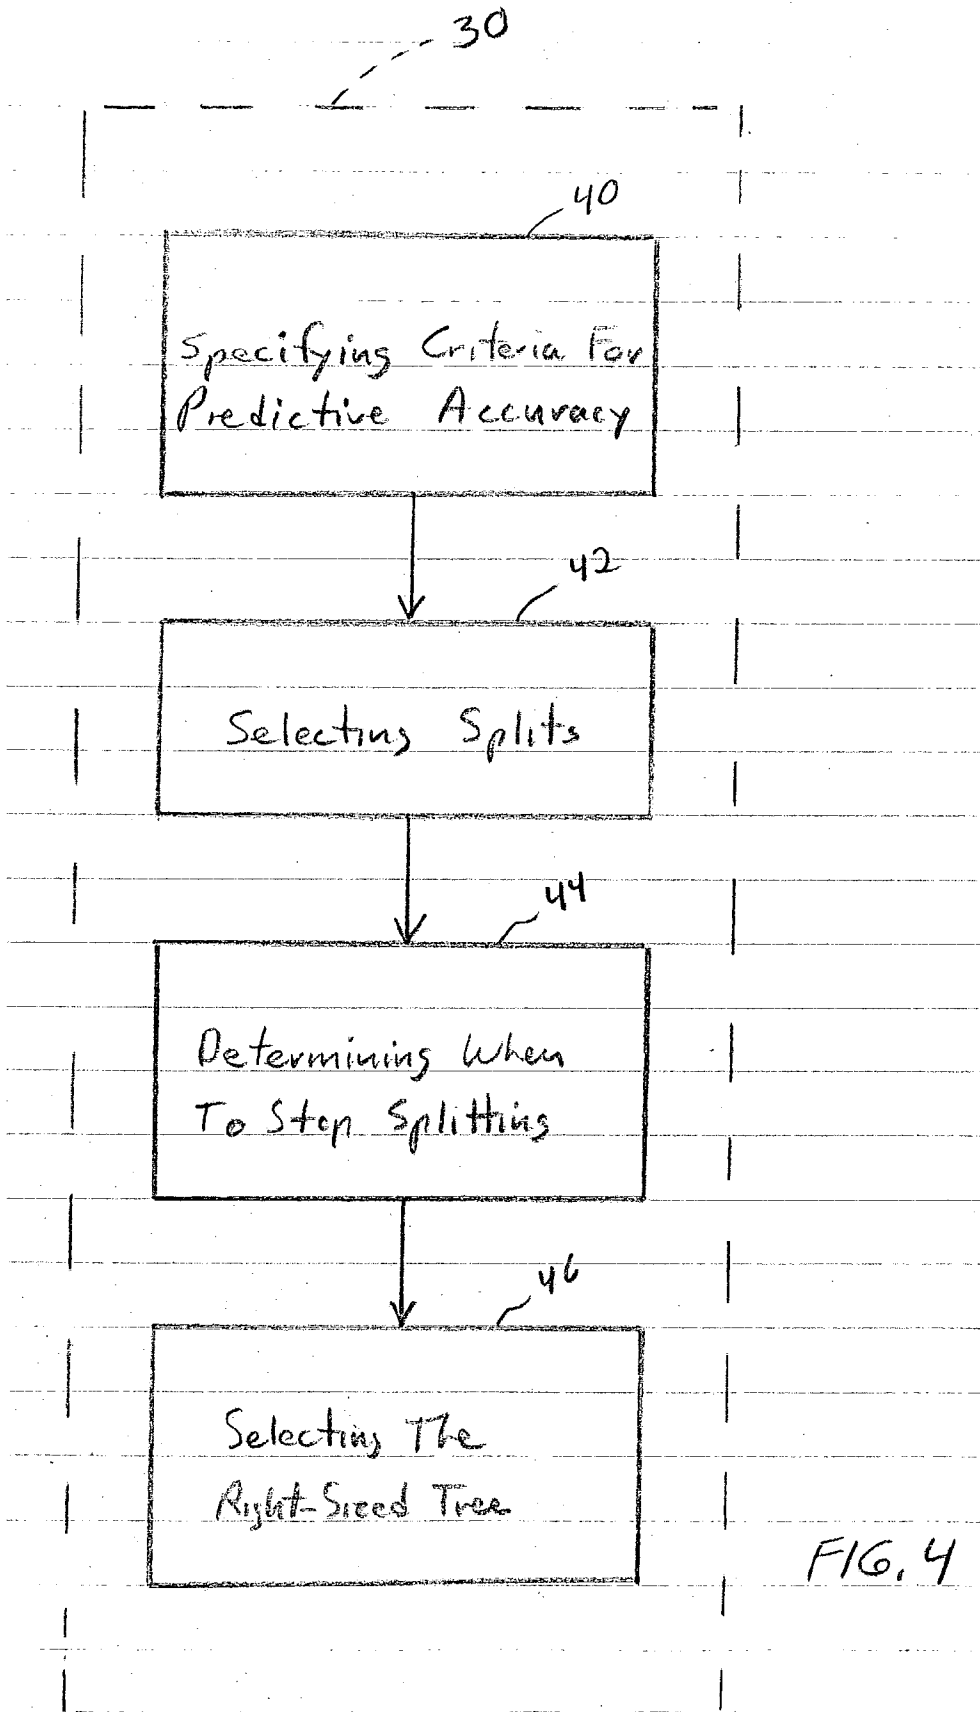 30
40
Specifying Criteria For
Predictive Accuracy
42
Selecting Splits
44
Determining When
To Stop Splitting
46
Selecting The
Right-Sized Tree
FIG. 4